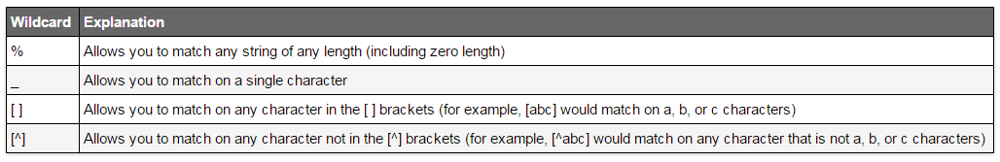 Wildcard Explanation
% Allows you to match any string of any length (including zero length)
_ Allows you to match on a single character
[ ] Allows you to match on any character in the [ ] brackets (for example, [abc] would match on a, b, or c characters)
[^] Allows you to match on any character not in the [^] brackets (for example, [^abc] would match on any character that is not a, b, or c characters)